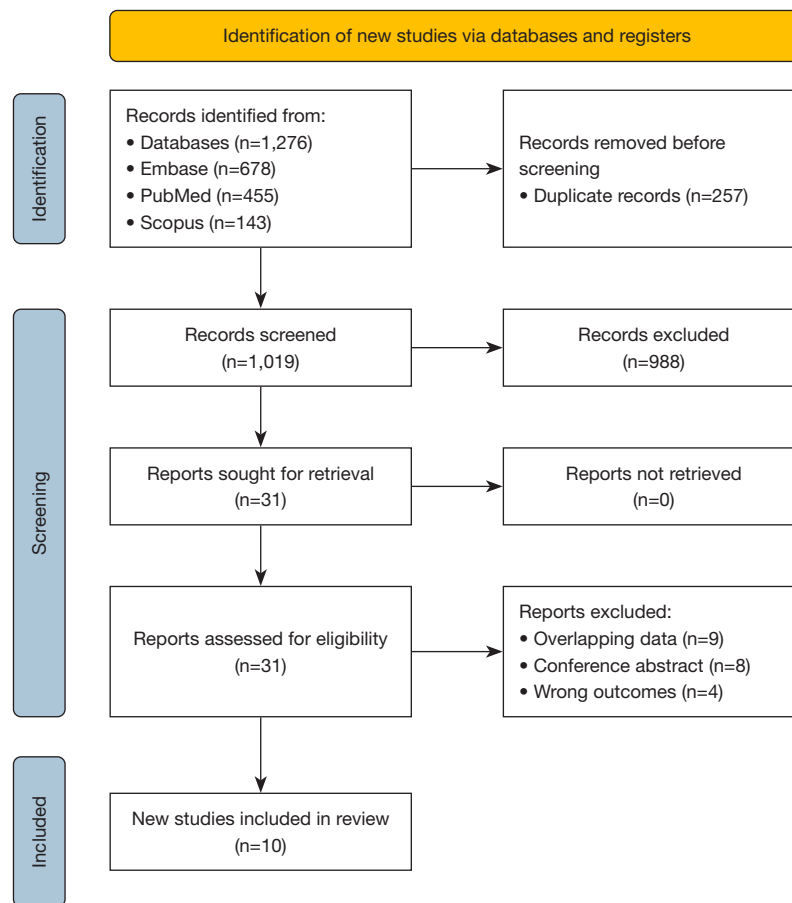 Identification of new studies via databases and registers
Identification
Records identified from:
• Databases (n=1,276)
• Embase (n=678)
• PubMed (n=455)
• Scopus (n=143)
Records removed before
screening
• Duplicate records (n=257)
Screening
Records screened
(n=1,019)
Records excluded
(n=988)
Reports sought for retrieval
(n=31)
Reports not retrieved
(n=0)
Reports assessed for eligibility
(n=31)
Reports excluded:
• Overlapping data (n=9)
• Conference abstract (n=8)
• Wrong outcomes (n=4)
Included
New studies included in review
(n=10)